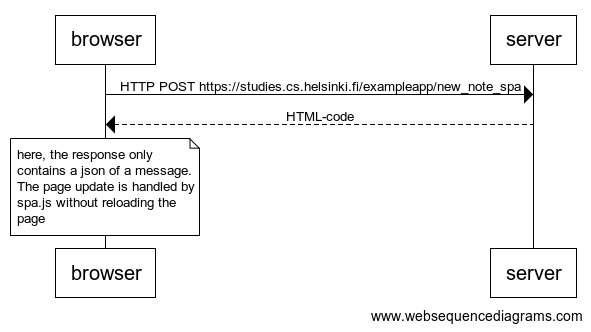 browser
server
HTTP POST https://studies.cs.helsinki.fi/exampleapp/new_note_spa
HTML-code
here, the response only
contains a json of a message.
The page update is handled by
spa.js without reloading the
page
browser
server
www.websequencediagrams.com